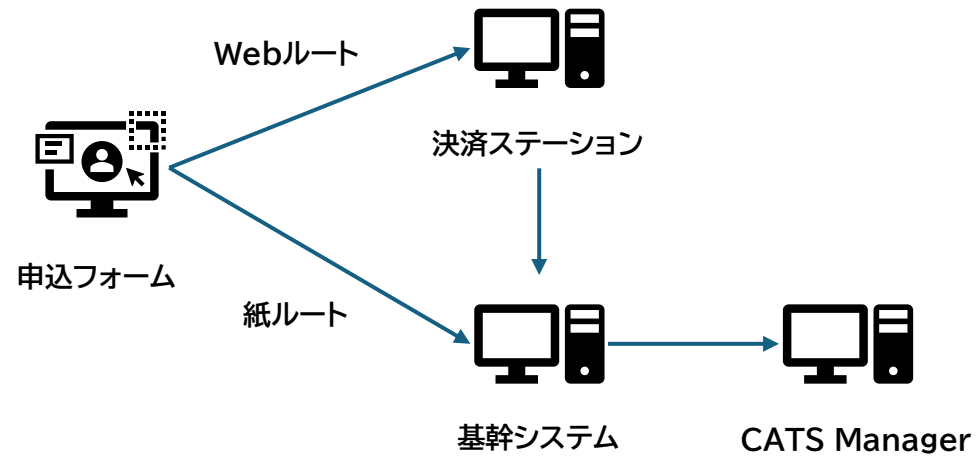 Webルート
決済ステーション
申込フォーム
紙ルート
基幹システム
CATS Manager